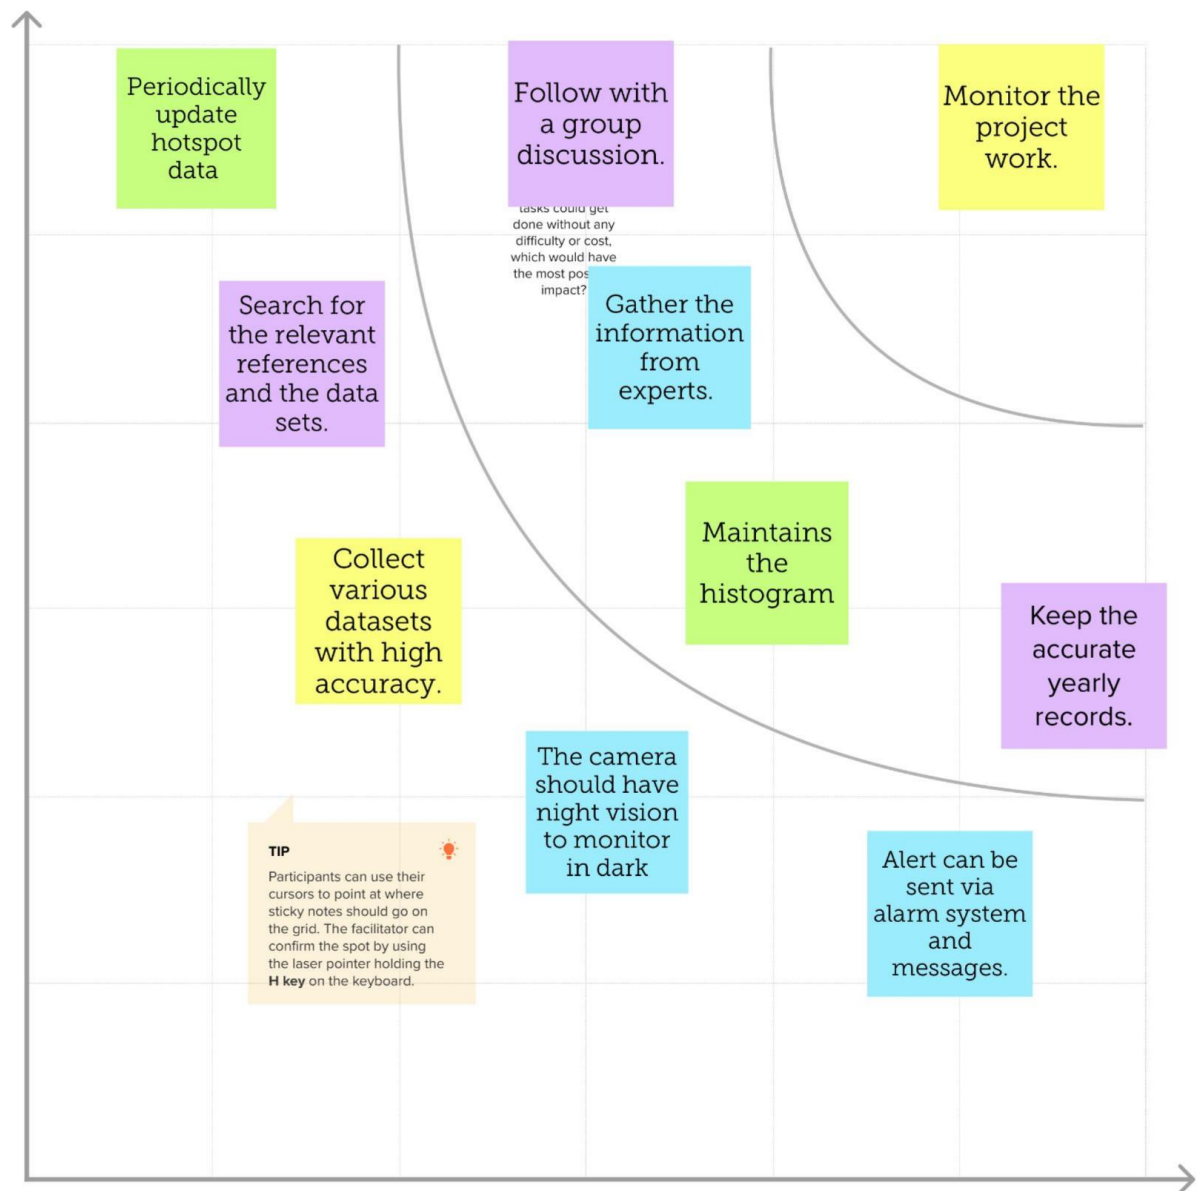 Periodically
update
hotspot
data
Follow with
a group
discussion.
Monitor the
project
work.
tasks could get
done without any
difficulty or cost,
which would have
the most pos
impact?
Search for
the relevant
references
and the data
sets.
Gather the
information
from
experts.
Maintains
the
histogram
Collect
various
datasets
with high
accuracy.
Keep the
accurate
yearly
records.
The camera
should have
night vision
to monitor
in dark
TIP
Participants can use their
cursors to point at where
sticky notes should go on
the grid. The facilitator can
confirm the spot by using
the laser pointer holding the
H key on the keyboard.
Alert can be
sent via
alarm system
and
messages.